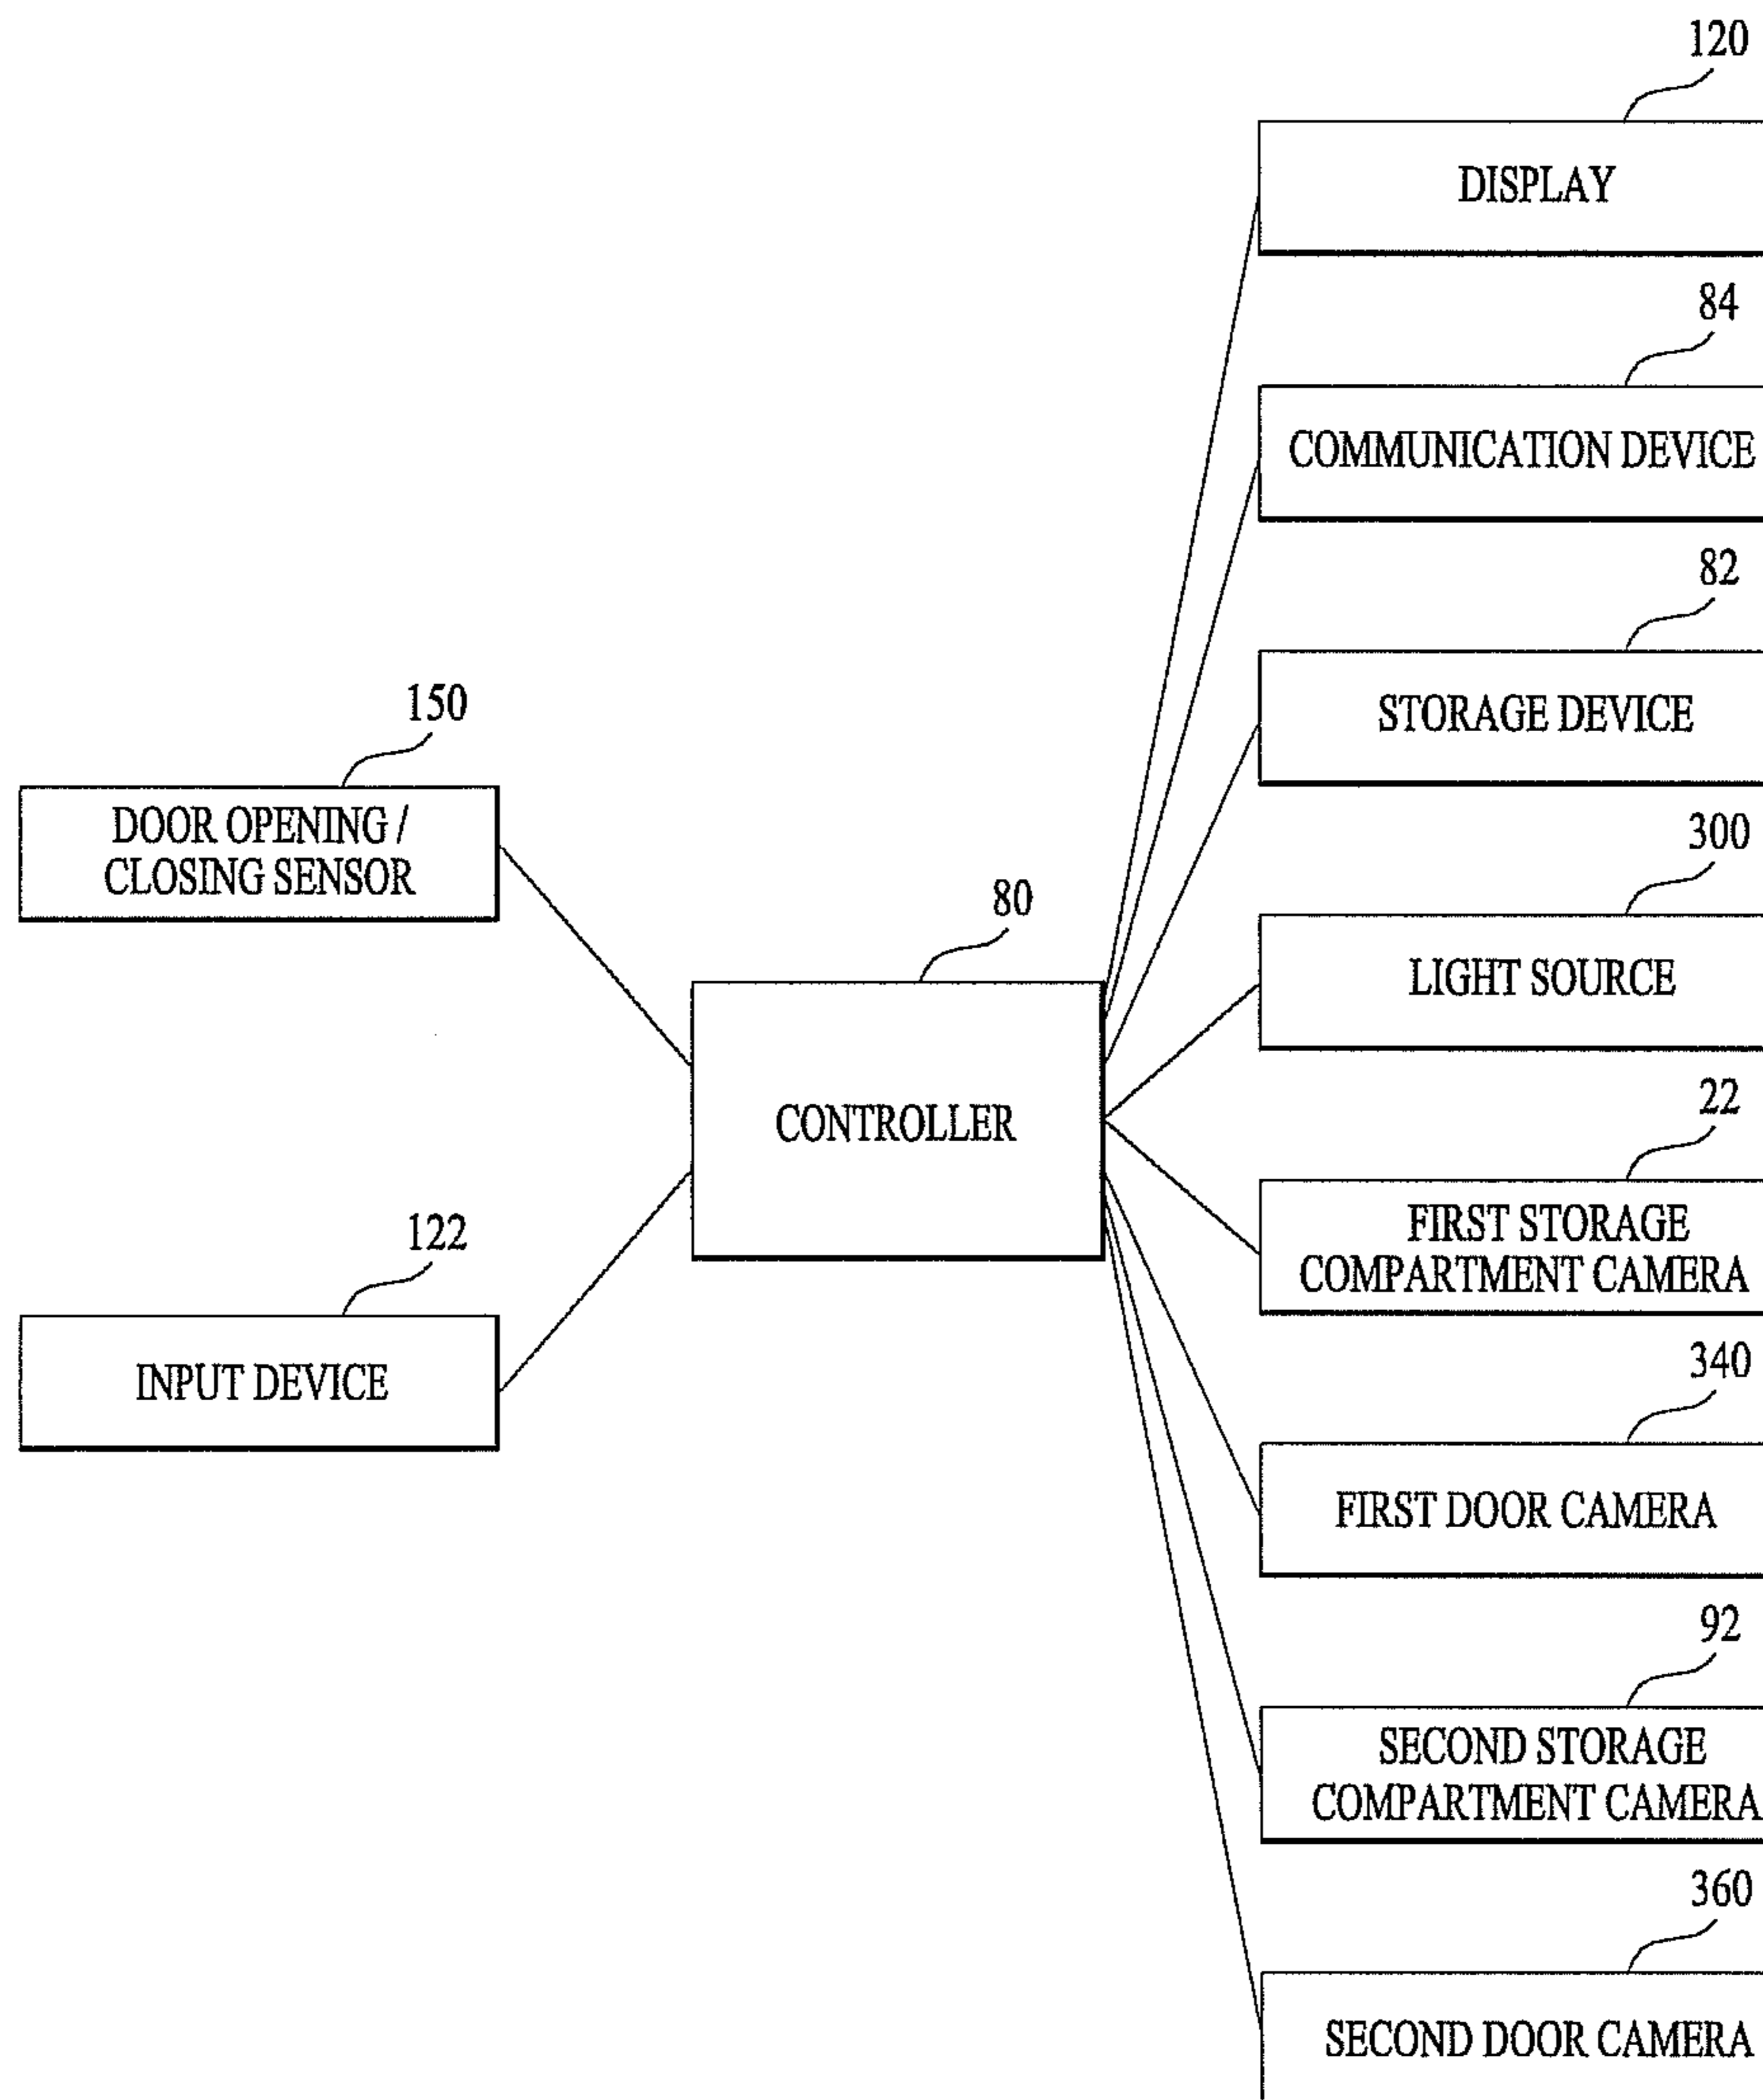 120
DISPLAY
84
COMMUNICATION DEVICE
82
STORAGE DEVICE
150
DOOR OPENING /
CLOSING SENSOR
300
LIGHT SOURCE
80
CONTROLLER
22
FIRST STORAGE
COMPARTMENT CAMERA
122
INPUT DEVICE
340
FIRST DOOR CAMERA
92
SECOND STORAGE
COMPARTMENT CAMERA
360
SECOND DOOR CAMERA